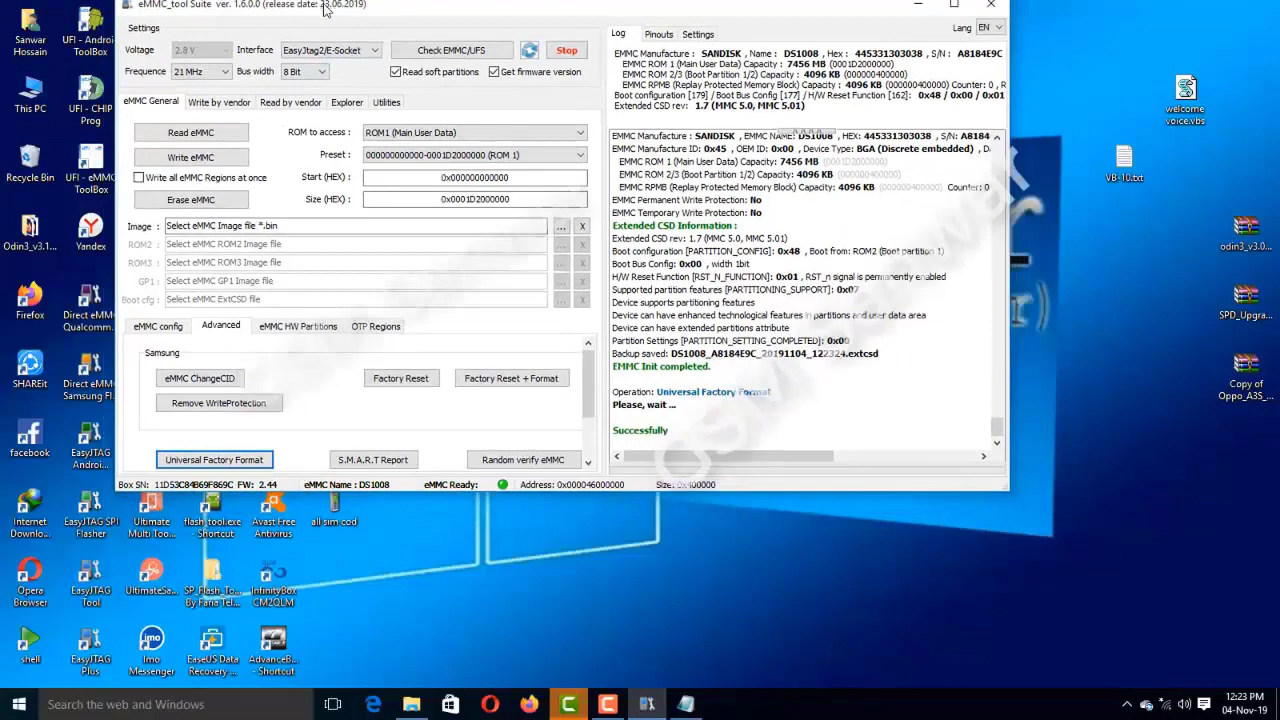 eMMC_tool Suite ver. 1.6.0.0 (release date: 13.06.2019)
Settings
Voltage 2.8 V Interface EasyJtag2/E-Socket Check EMMC/UFS Stop
Frequency 21 MHz Bus width 8 Bit Read soft partitions Get firmware version
eMMC General Write by vendor Read by vendor Explorer Utilities
Read eMMC ROM to access : ROM1 (Main User Data)
Write eMMC Preset : 000000000000-0001D2000000 (ROM 1)
Write all eMMC Regions at once Start (HEX) : 0x000000000000
Erase eMMC Size (HEX) : 0x0001D2000000
Image : Select eMMC Image file *.bin ... X
ROM2 : Select eMMC ROM2 Image file ... X
ROM3 : Select eMMC ROM3 Image file ... X
GP1 : Select eMMC GP1 Image file ... X
Boot cfg : Select eMMC ExtCSD file ... X
eMMC config Advanced eMMC HW Partitions OTP Regions
Samsung
eMMC ChangeCID Factory Reset Factory Reset + Format
Remove WriteProtection
Universal Factory Format S.M.A.R.T Report Random verify eMMC
Box SN: 11D53C84B69F869C FW: 2.44 eMMC Name : DS1008 eMMC Ready: Address: 0x000046000000 Size: 0x400000
Log Pinouts Settings Lang EN
EMMC Manufacture : SANDISK , Name : DS1008 , Hex : 445331303038 , S/N : A8184E9C
EMMC ROM 1 (Main User Data) Capacity : 7456 MB (0001D2000000)
EMMC ROM 2/3 (Boot Partition 1/2) Capacity : 4096 KB (000000400000)
EMMC RPMB (Replay Protected Memory Block) Capacity : 4096 KB (000000400000) Counter: 0 ,
Boot configuration [179] / Boot Bus Config: [177] / H/W Reset Function [162]: 0x48 / 0x00 / 0x01
Extended CSD rev: 1.7 (MMC 5.0, MMC 5.01)
EMMC Manufacture : SANDISK , EMMC NAME: DS1008 , HEX: 445331303038 , S/N: A8184
EMMC Manufacture ID: 0x45 , OEM ID: 0x00 , Device Type: BGA (Discrete embedded) ,
EMMC ROM 1 (Main User Data) Capacity: 7456 MB (0001D2000000)
EMMC ROM 2/3 (Boot Partition 1/2) Capacity: 4096 KB (000000400000)
EMMC RPMB (Replay Protected Memory Block) Capacity: 4096 KB (000000400000) Counter: 0
EMMC Permanent Write Protection: No
EMMC Temporary Write Protection: No
Extended CSD Information :
Extended CSD rev: 1.7 (MMC 5.0, MMC 5.01)
Boot configuration [PARTITION_CONFIG]: 0x48 , Boot from: ROM2 (Boot partition 1)
Boot Bus Config: 0x00 , width 1bit
H/W Reset Function [RST_N_FUNCTION]: 0x01 , RST_n signal is permanently enabled
Supported partition features [PARTITIONING_SUPPORT]: 0x07
Device supports partitioning features
Device can have enhanced technological features in partitions and user data area
Device can have extended partitions attribute
Partition Settings [PARTITION_SETTING_COMPLETED]: 0x00
Backup saved: DS1008_A8184E9C_20191104_122324.extcsd
EMMC Init completed.
Operation: Universal Factory Format
Please, wait ...
Successfully
Sanwar Hossain
UFI - Android ToolBox
This PC
UFI - CHIP Prog
Recycle Bin
UFI - eMMC ToolBox
Odin3_v3.1...
Yandex
Firefox
Direct eMMC Qualcomm...
SHAREit
Direct eMMC Samsung Fl...
facebook
EasyJTAG Androi...
Internet Downlo...
EasyJTAG SPI Flasher
Ultimate Multi Too...
flash_tool.exe - Shortcut
Avast Free Antivirus
all sim cod
Opera Browser
EasyJTAG Tool
UltimateSa...
SP_Flash_To... By Faria Tel...
InfinityBox CM2QLM
shell
EasyJTAG Plus
Imo Messenger
EaseUS Data Recovery ...
AdvanceB... - Shortcut
welcome voice.vbs
VB-10.txt
odin3_v3.0...
SPD_Upgra...
Copy of Oppo_A3S_...
Search the web and Windows
12:23 PM
04-Nov-19